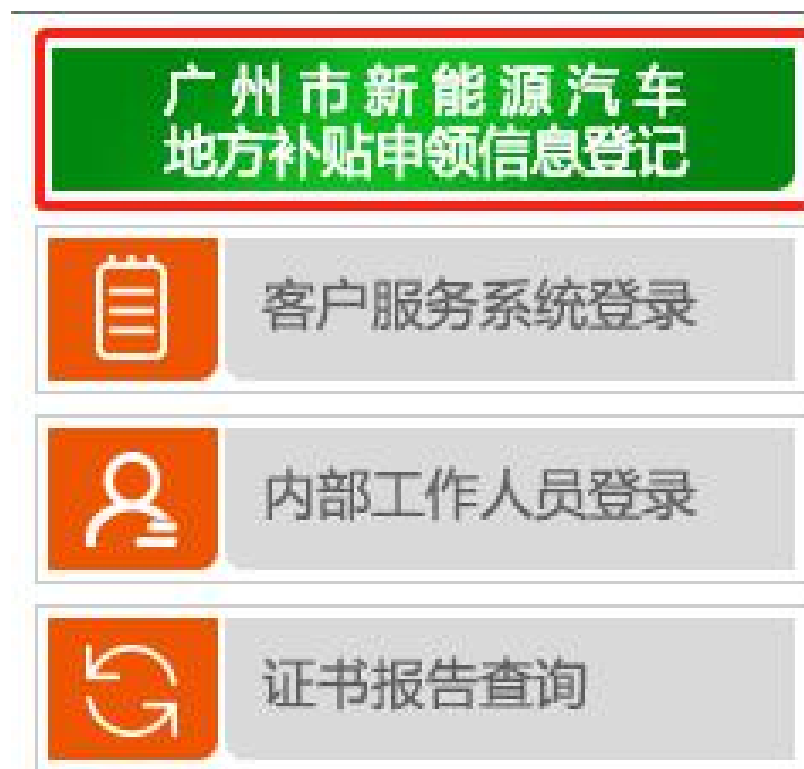 广州市新能源汽车
地方补贴申领信息登记
客户服务系统登录
内部工作人员登录
证书报告查询